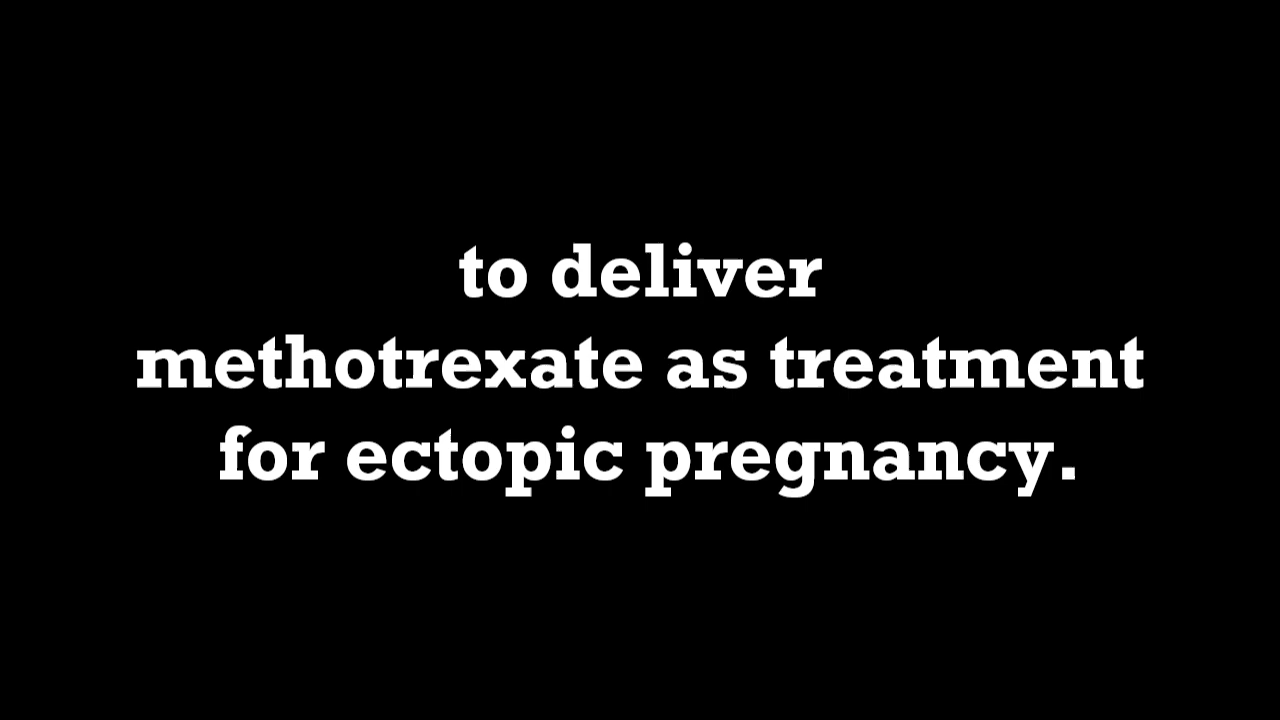 to deliver
methotrexate as treatment
for ectopic pregnancy.